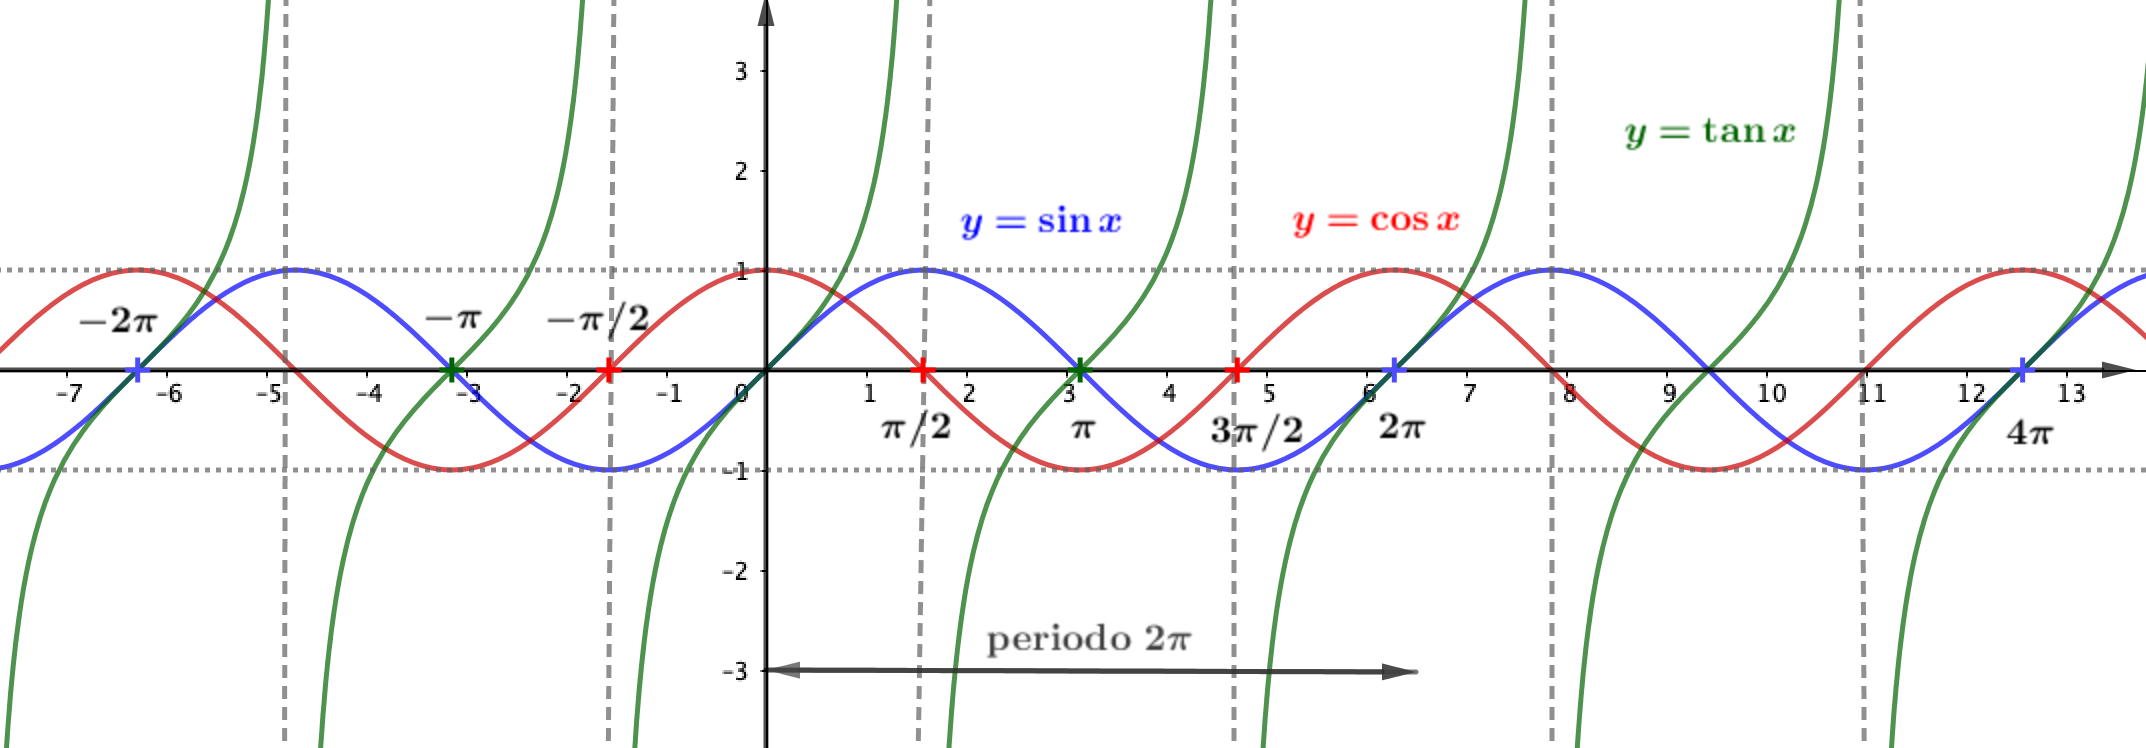 3
2
y = tan x
y = sin x
y = cos x
1
−2π
−π
−π/2
-7 -6 -5 -4 -3 -2 -1 0 1 2 3 4 5 6 7 8 9 10 11 12 13
π/2 π 3π/2 2π 4π
-1
-2
periodo 2π
-3